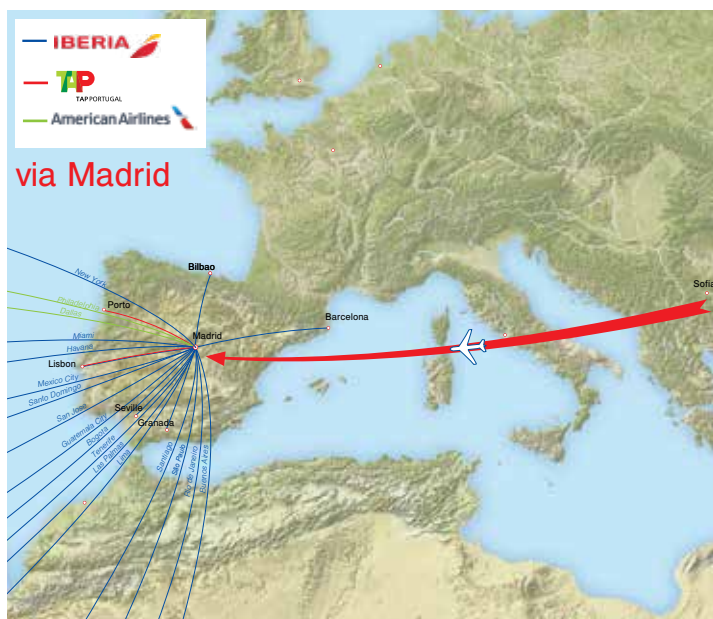 IBERIA
TAP
TAP PORTUGAL
American Airlines
via Madrid
New York
Bilbao
Sofia
Philadelphia
Porto
Dallas
Barcelona
Miami
Madrid
Havana
Lisbon
Mexico City
Santo Domingo
San José
Seville
Guatemala City
Granada
Bogota
Tenerife
Las Palmas
Lima
Santiago
São Paulo
Rio de Janeiro
Buenos Aires